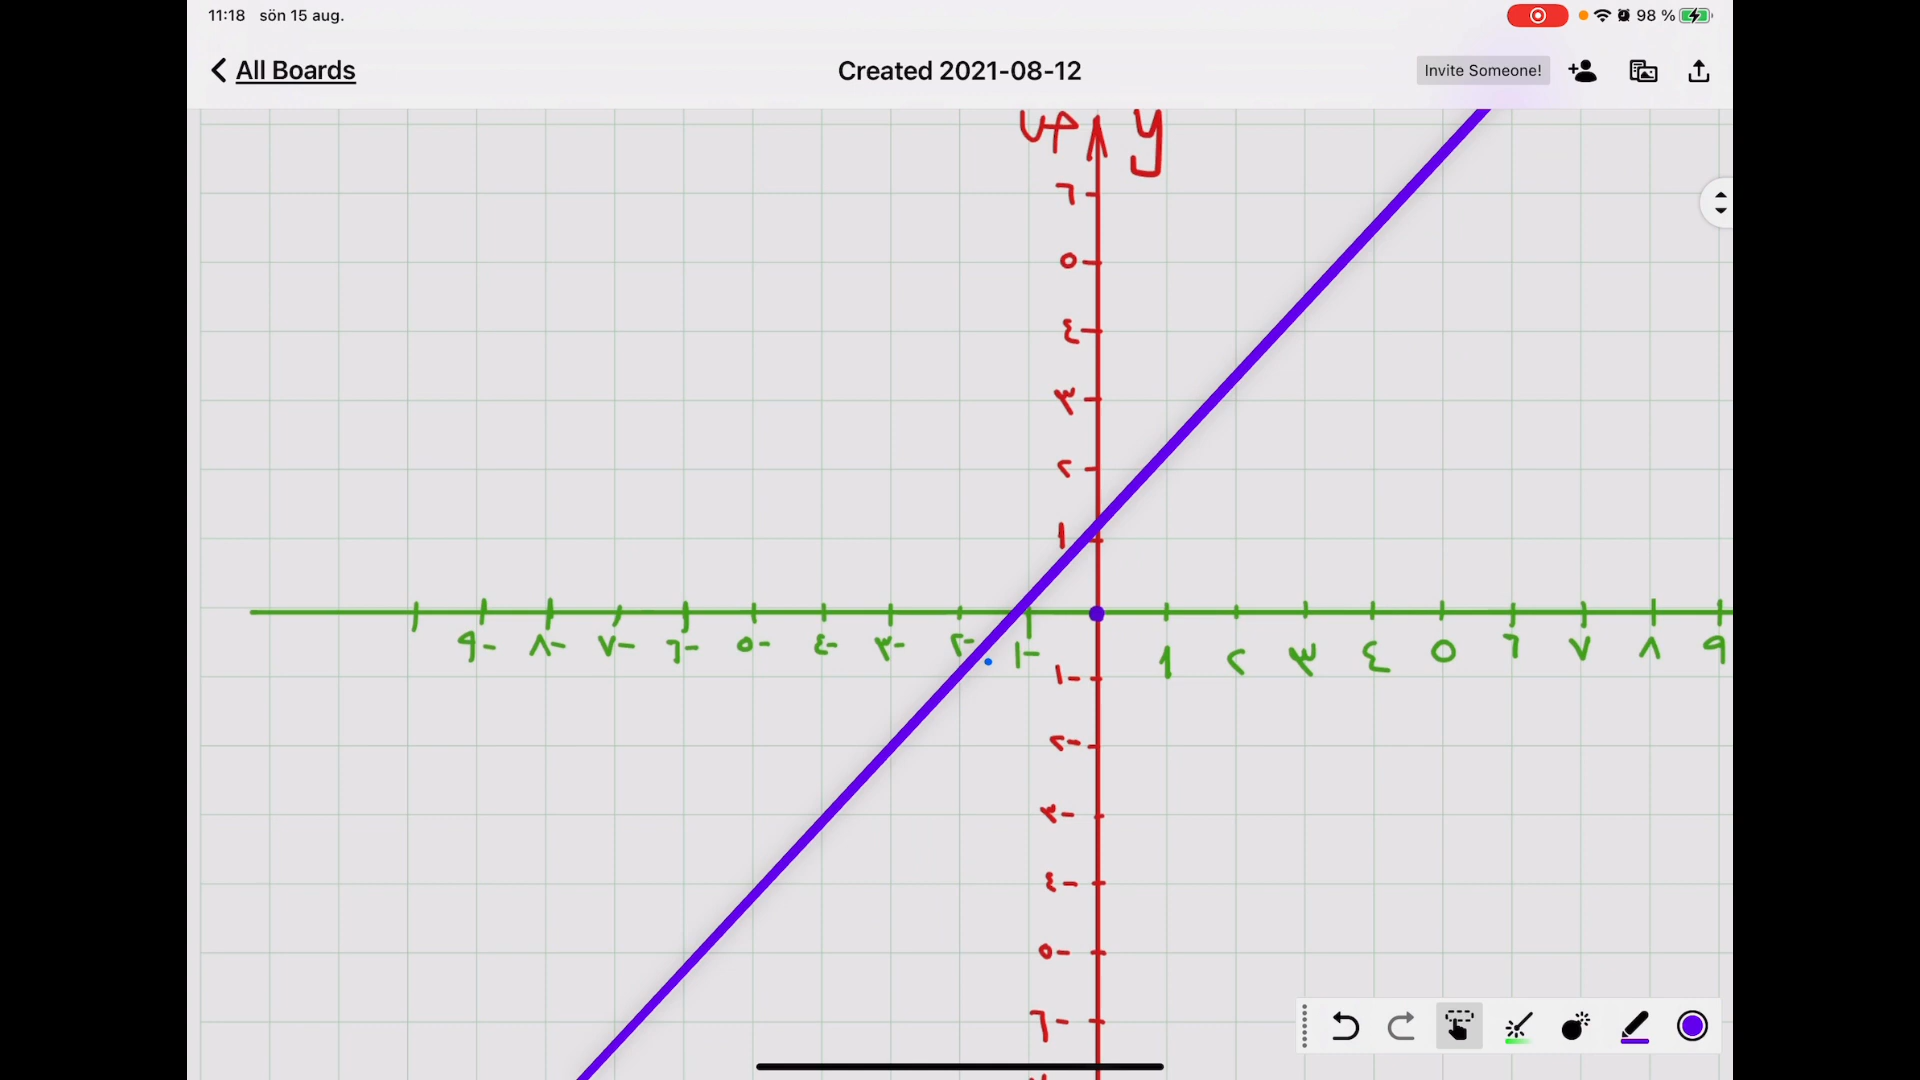 11:18 sön 15 aug. 98 %
All Boards
Created 2021-08-12
Invite Someone!
y
٦
٥
٤
٣
٢
١
-٩ -٨ -٧ -٦ -٥ -٤ -٣ -٢ -١ ١ ٢ ٣ ٤ ٥ ٦ ٧ ٨ ٩
-١
-٢
-٣
-٤
-٥
-٦